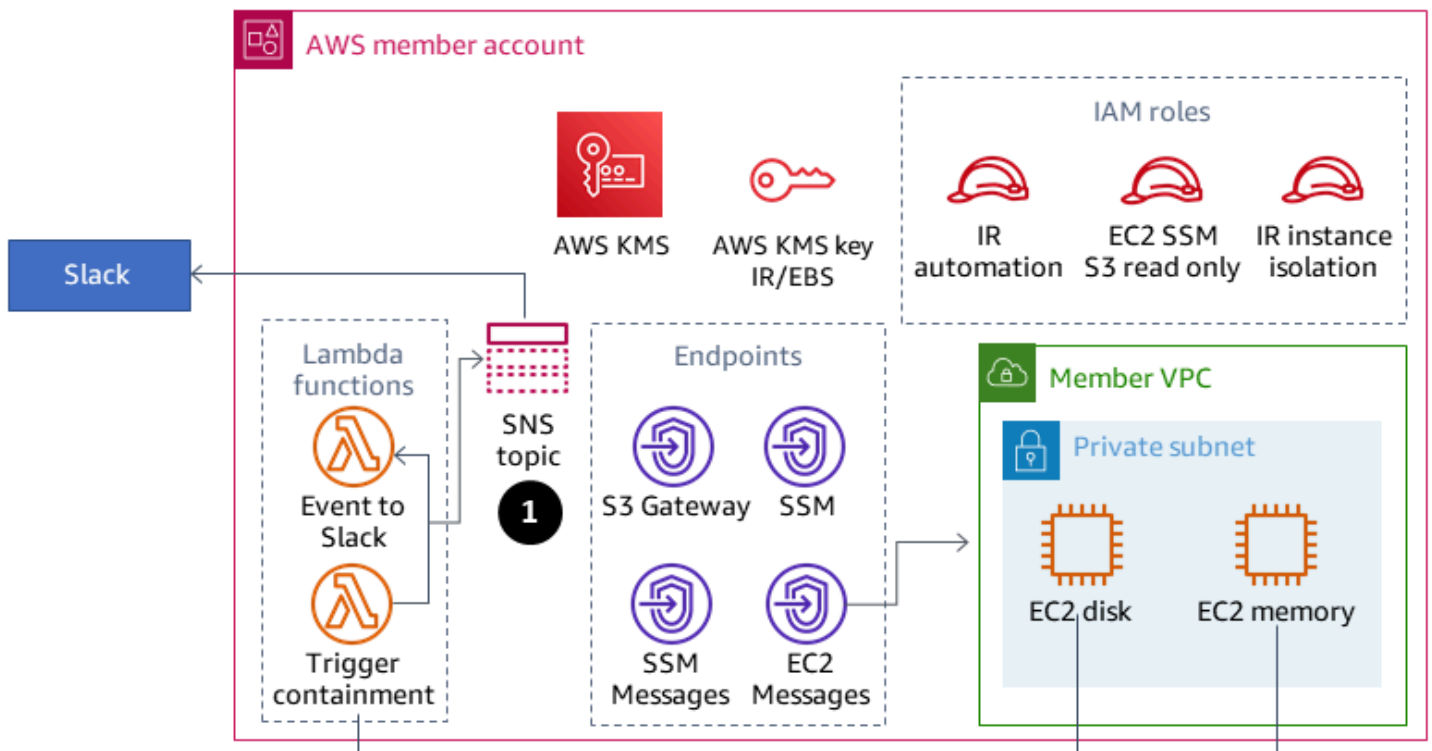 AWS member account
IAM roles
IR
automation
EC2 SSM
S3 read only
IR instance
isolation
AWS KMS
AWS KMS key
IR/EBS
Slack
Lambda
functions
Event to
Slack
Trigger
containment
SNS
topic
1
Endpoints
S3 Gateway
SSM
SSM
Messages
EC2
Messages
Member VPC
Private subnet
EC2 disk
EC2 memory